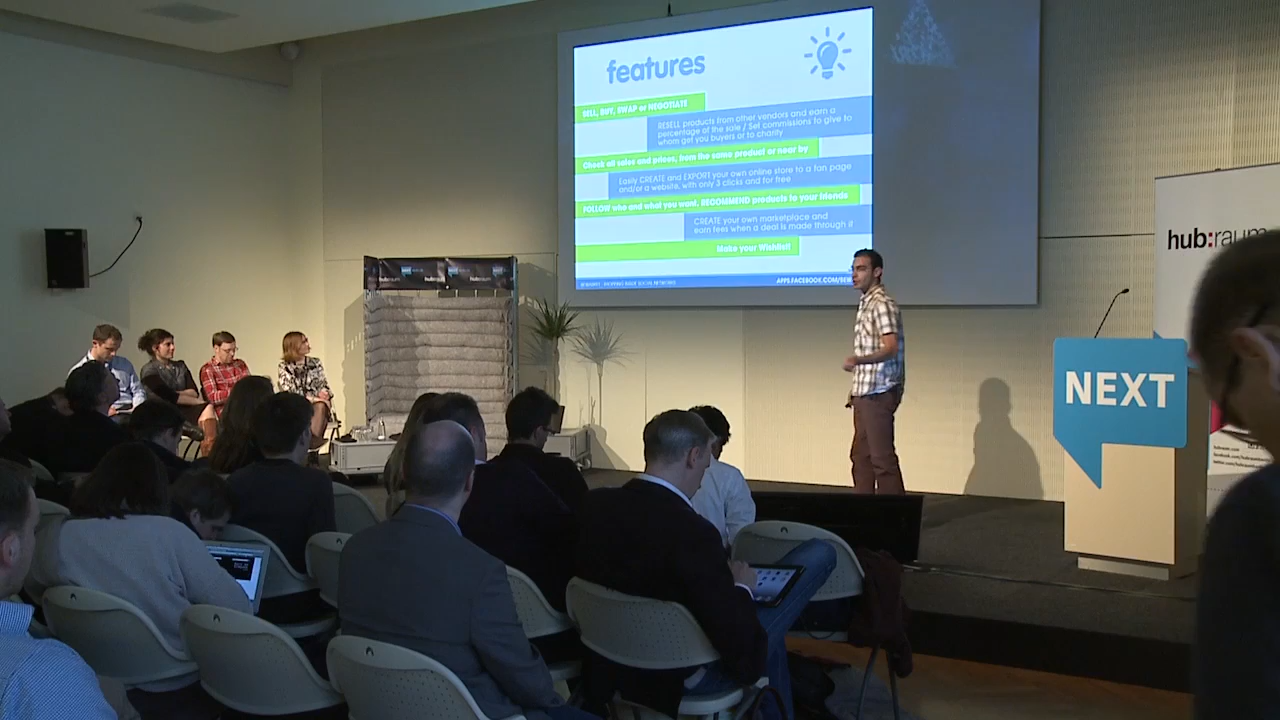 features
SELL, BUY, SWAP or NEGOTIATE
RESELL products from other vendors and earn a
percentage of the sale / Set commissions to give to
whom get you buyers or to charity
Check all sales and prices, from the same product or near by
Easily CREATE and EXPORT your own online store to a fan page
and/or a website, with only 3 clicks and for free
FOLLOW who and what you want. RECOMMEND products to your friends
CREATE your own marketplace and
earn fees when a deal is made through it
Make your Wishlist!
APPS.FACEBOOK.COM/
hub:raum
NEXT